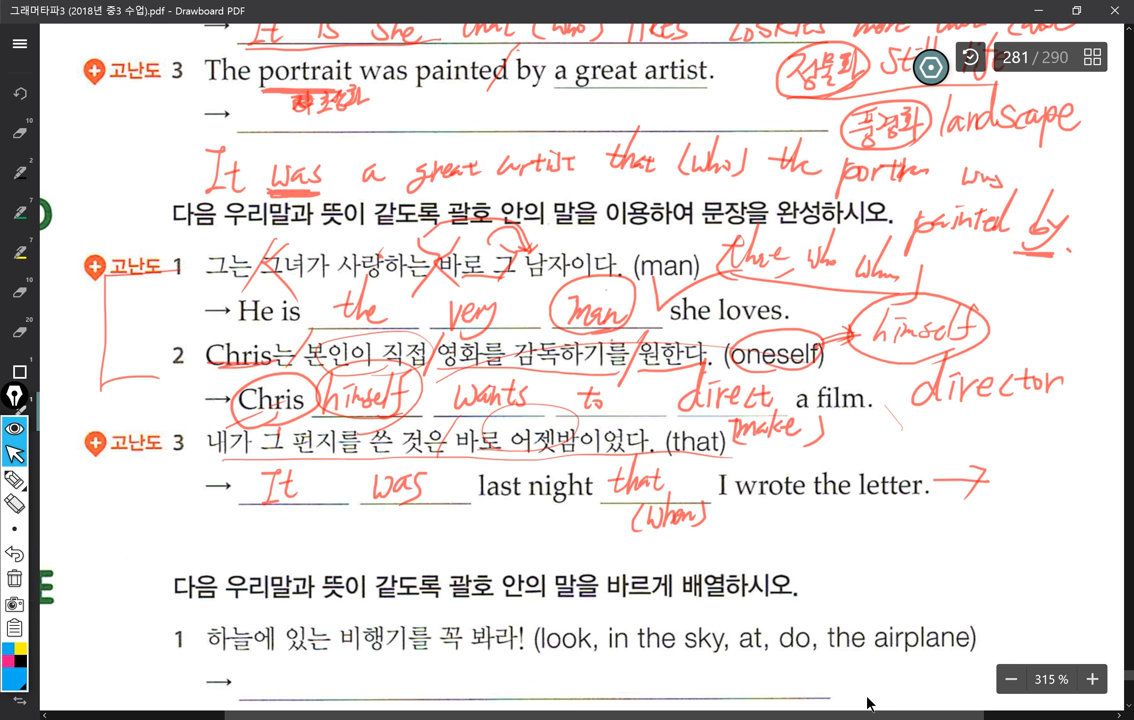 그래머타파3 (2018년 중3 수업).pdf - Drawboard PDF
→ It is she that (who) likes cookies more than
고난도 3 The portrait was painted by a great artist.
정물화 still life
281 / 290
초상화
→
풍경화 landscape
It was a great artist that (who) the was
painted by.
다음 우리말과 뜻이 같도록 괄호 안의 말을 이용하여 문장을 완성하시오.
고난도 1 그는 그녀가 사랑하는 바로 그 남자이다. (man)
who whom
→ He is the very man she loves.
himself
2 Chris는 본인이 직접 영화를 감독하기를 원한다. (oneself)
→ Chris himself wants to direct a film.
director
(make)
고난도 3 내가 그 편지를 쓴 것은 바로 어젯밤이었다. (that)
→ It was last night that I wrote the letter. → 7
(when)
E
다음 우리말과 뜻이 같도록 괄호 안의 말을 바르게 배열하시오.
1 하늘에 있는 비행기를 꼭 봐라! (look, in the sky, at, do, the airplane)
→
315 %